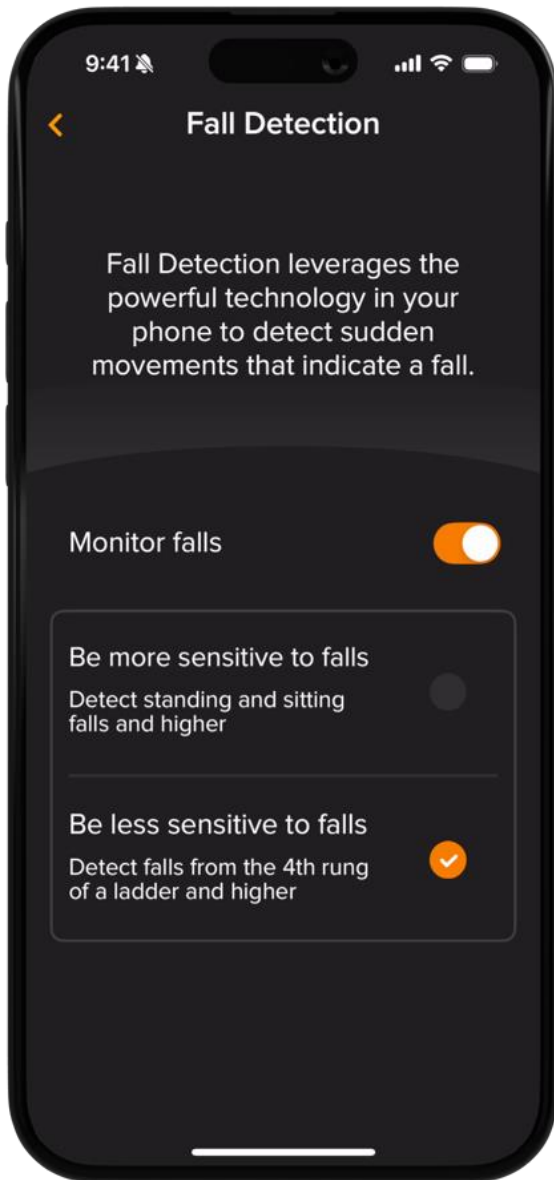 9:41
Fall Detection
Fall Detection leverages the
powerful technology in your
phone to detect sudden
movements that indicate a fall.
Monitor falls
Be more sensitive to falls
Detect standing and sitting
falls and higher
Be less sensitive to falls
Detect falls from the 4th rung
of a ladder and higher